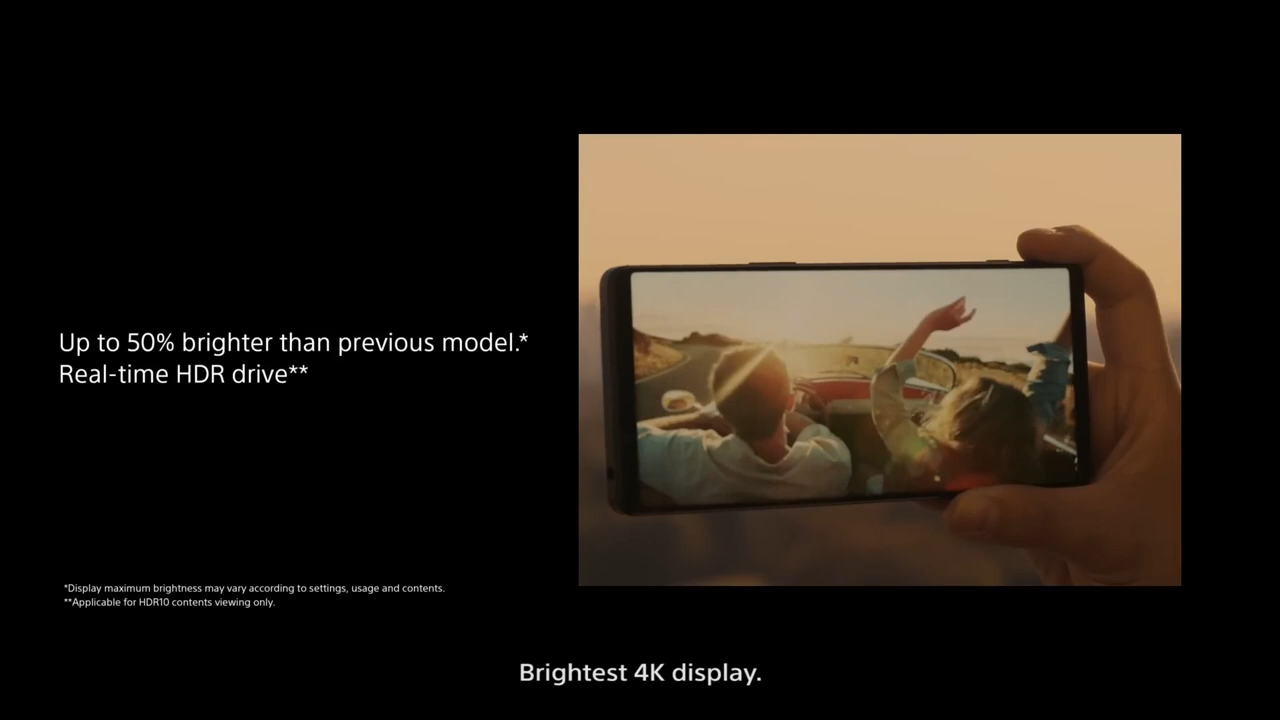 Up to 50% brighter than previous model.*
Real-time HDR drive**
*Display maximum brightness may vary according to settings, usage and contents.
**Applicable for HDR10 contents viewing only.
Brightest 4K display.